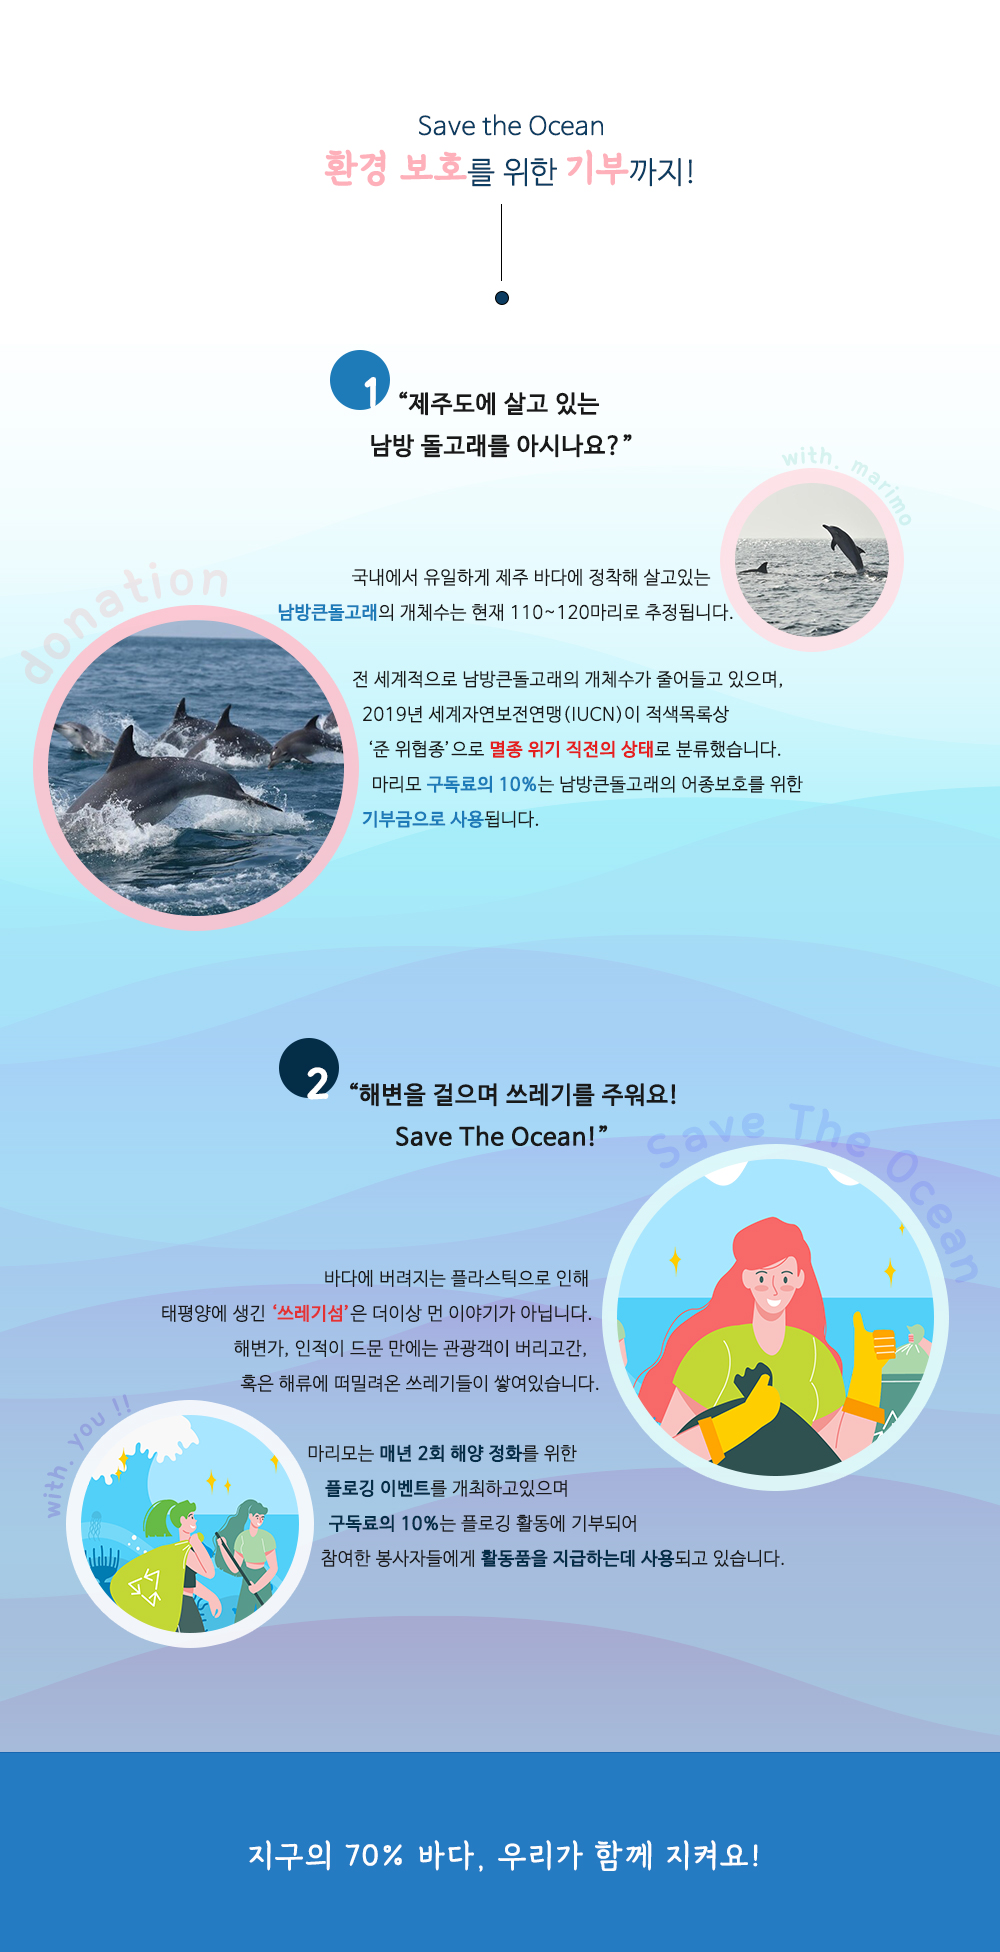 Save the Ocean
환경 보호를 위한 기부까지!
1
“제주도에 살고 있는
남방 돌고래를 아시나요?”
with. marimo
donation
국내에서 유일하게 제주 바다에 정착해 살고있는
남방큰돌고래의 개체수는 현재 110~120마리로 추정됩니다.
전 세계적으로 남방큰돌고래의 개체수가 줄어들고 있으며,
2019년 세계자연보전연맹(IUCN)이 적색목록상
‘준 위협종’으로 멸종 위기 직전의 상태로 분류했습니다.
마리모 구독료의 10%는 남방큰돌고래의 어종보호를 위한
기부금으로 사용됩니다.
2
“해변을 걸으며 쓰레기를 주워요!
Save The Ocean!”
Save The Ocean
바다에 버려지는 플라스틱으로 인해
태평양에 생긴 ‘쓰레기섬’은 더이상 먼 이야기가 아닙니다.
해변가, 인적이 드문 만에는 관광객이 버리고간,
혹은 해류에 떠밀려온 쓰레기들이 쌓여있습니다.
with. you !!
마리모는 매년 2회 해양 정화를 위한
플로깅 이벤트를 개최하고있으며
구독료의 10%는 플로깅 활동에 기부되어
참여한 봉사자들에게 활동품을 지급하는데 사용되고 있습니다.
지구의 70% 바다, 우리가 함께 지켜요!